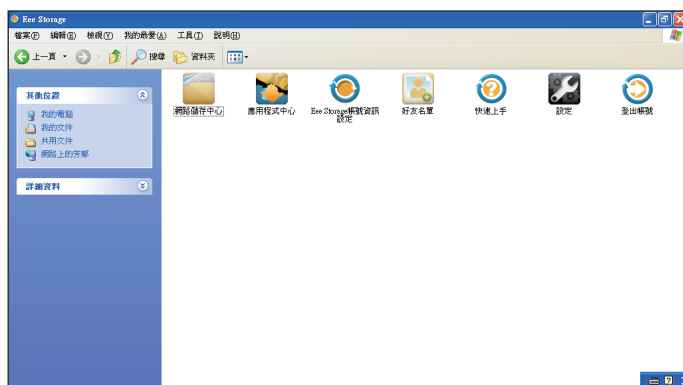 Eee Storage
檔案(F) 編輯(E) 檢視(V) 我的最愛(A) 工具(T) 說明(H)
上一頁 搜尋 資料夾
其他位置
我的電腦
我的文件
共用文件
網路上的芳鄰
詳細資料
網路儲存中心
應用程式中心
Eee Storage帳號資訊
設定
好友名單
快速上手
設定
登出帳號